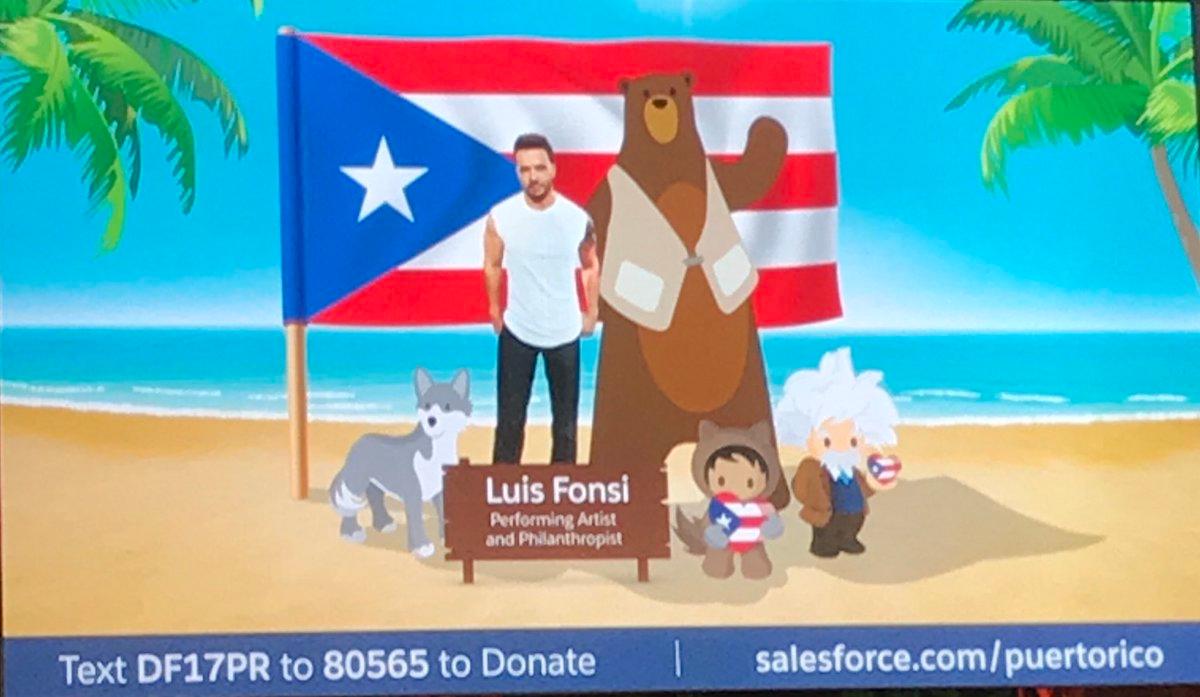 Luis Fonsi
Performing Artist
and Philanthropist
Text DF17PR to 80565 to Donate | salesforce.com/puertorico